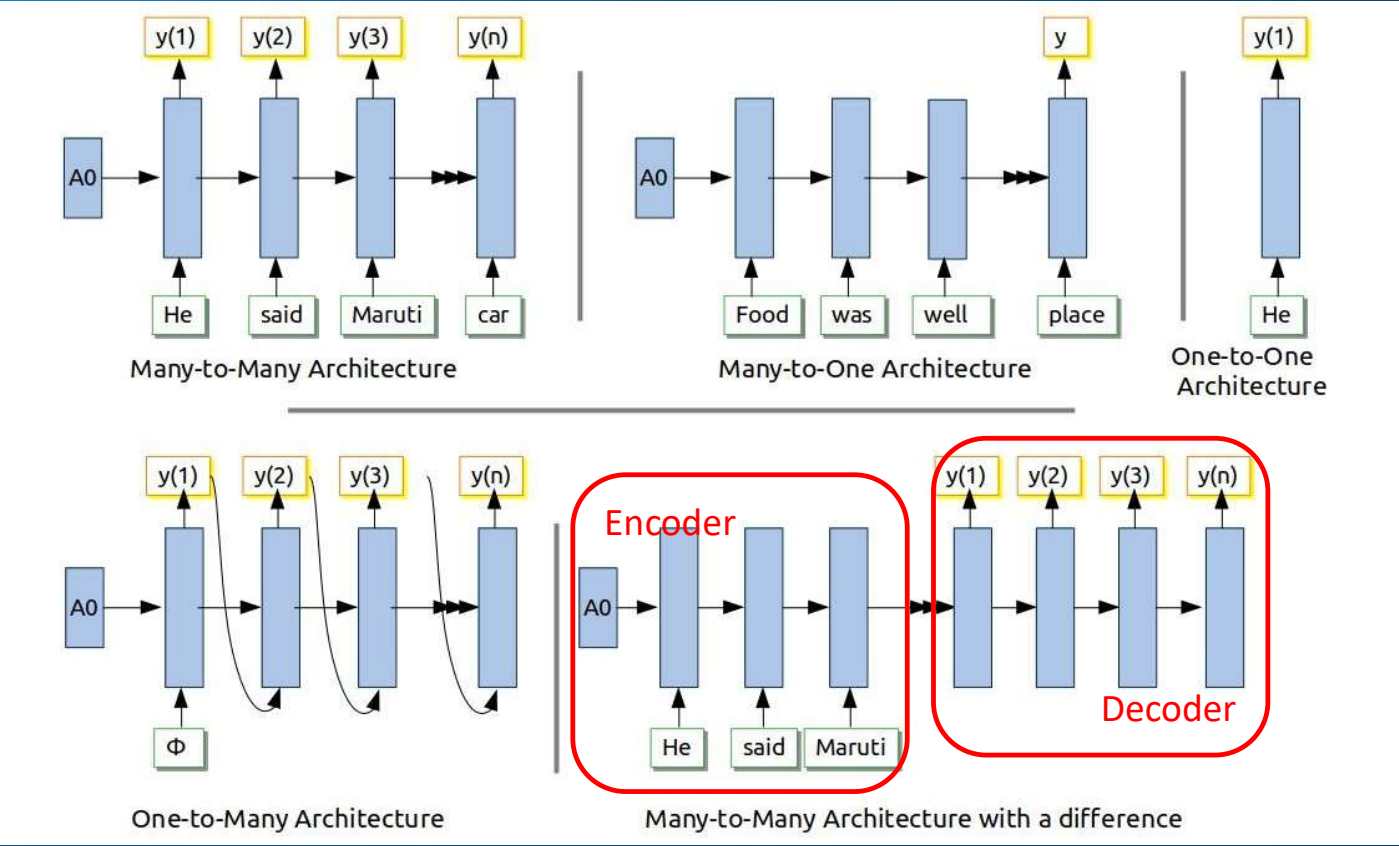 y(1) y(2) y(3) y(n)
A0
He said Maruti car
Many-to-Many Architecture
y
A0
Food was well place
Many-to-One Architecture
y(1)
He
One-to-One
Architecture
y(1) y(2) y(3) y(n)
A0
Φ
One-to-Many Architecture
Encoder
y(1) y(2) y(3) y(n)
A0
Decoder
He said Maruti
Many-to-Many Architecture with a difference